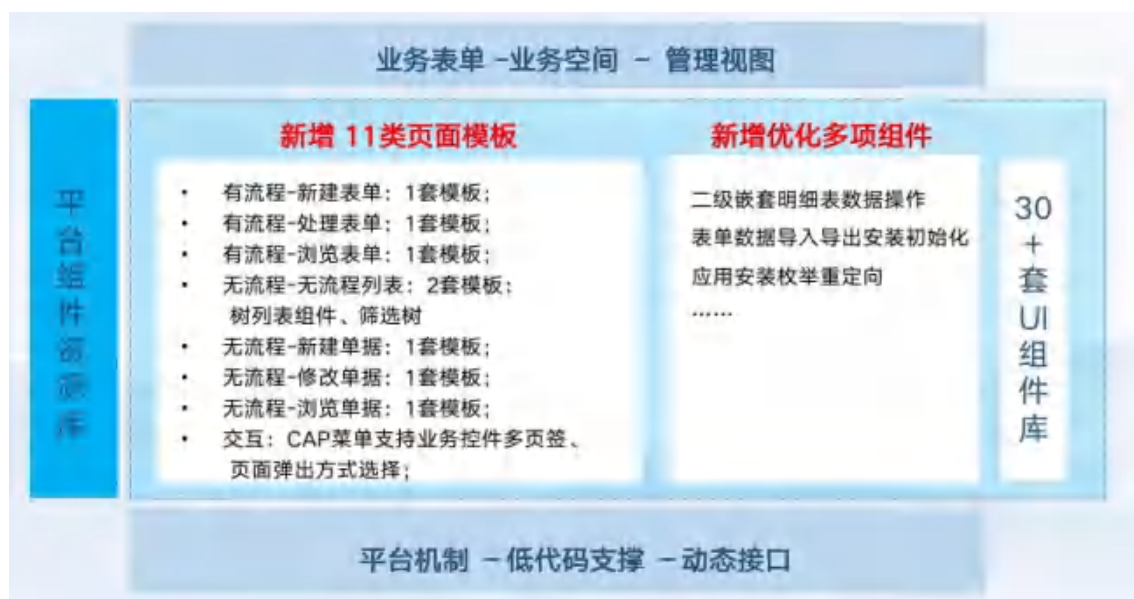 业务表单 -业务空间 - 管理视图
平台组件资源库
新增 11类页面模板
• 有流程-新建表单：1套模板；
• 有流程-处理表单：1套模板；
• 有流程-浏览表单：1套模板；
• 无流程-无流程列表：2套模板：
树列表组件、筛选树
• 无流程-新建单据：1套模板；
• 无流程-修改单据：1套模板；
• 无流程-浏览单据：1套模板；
• 交互：CAP菜单支持业务控件多页签、
页面弹出方式选择；
新增优化多项组件
二级嵌套明细表数据操作
表单数据导入导出安装初始化
应用安装枚举重定向
……
30+套UI组件库
平台机制 -低代码支撑 -动态接口